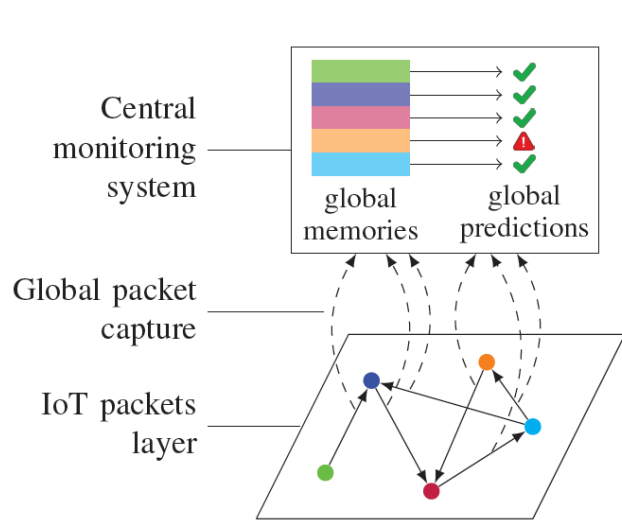 Central
monitoring
system
global
memories
global
predictions
Global packet
capture
IoT packets
layer